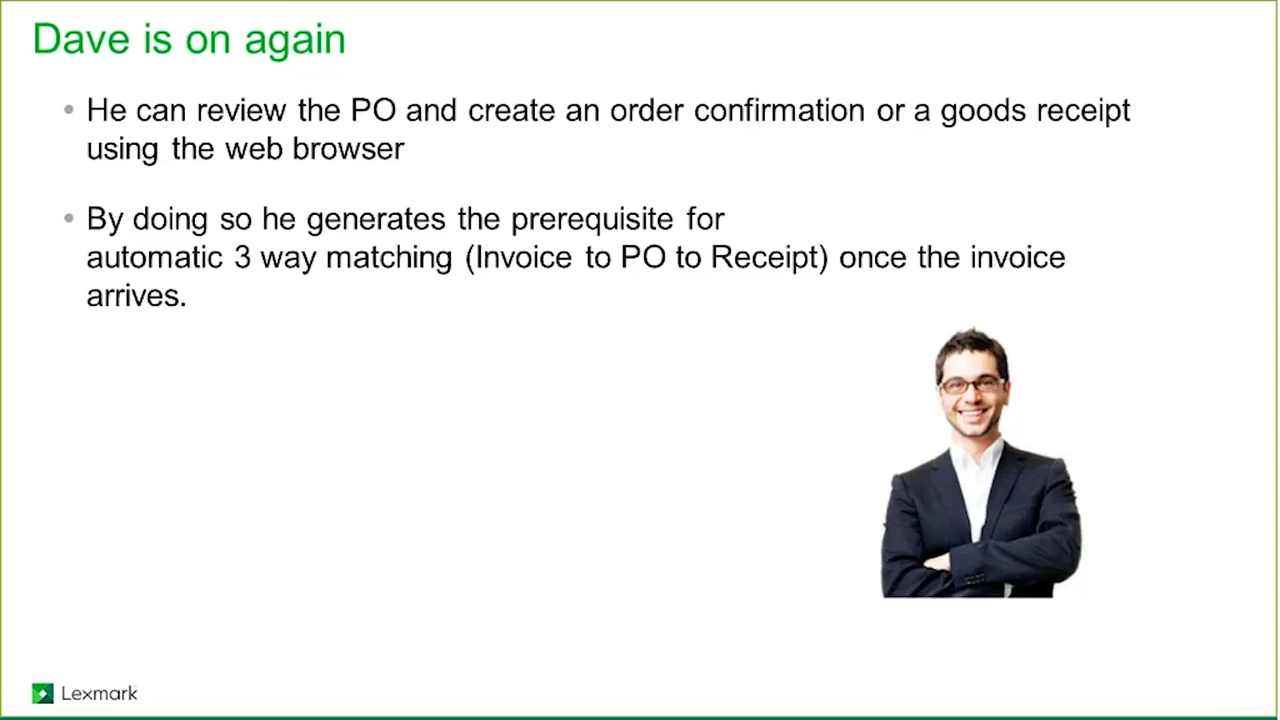 Dave is on again
• He can review the PO and create an order confirmation or a goods receipt
using the web browser
• By doing so he generates the prerequisite for
automatic 3 way matching (Invoice to PO to Receipt) once the invoice
arrives.
Lexmark